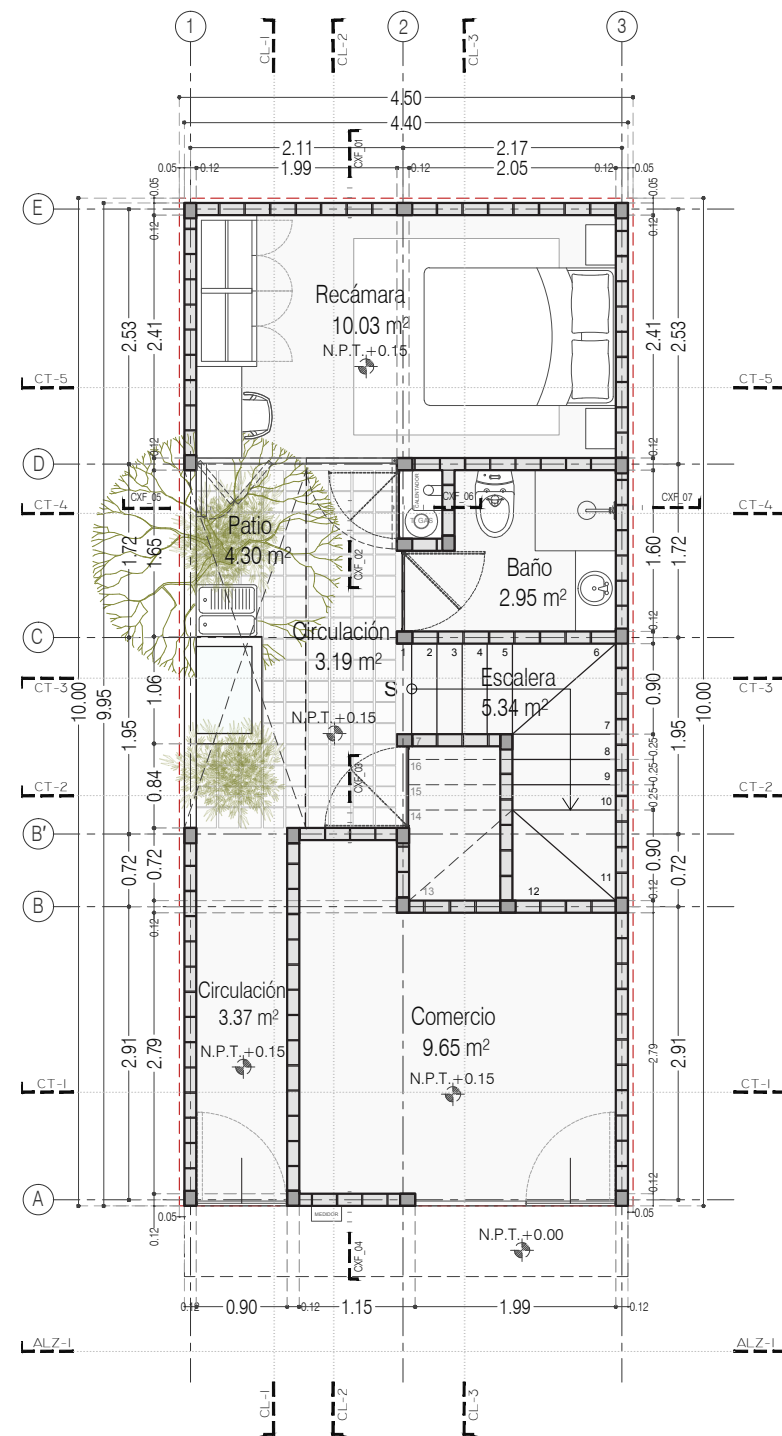 1
2
3
CL-1
CL-2
CL-3
4.50
4.40
2.11
2.17
CXF_01
0.05
0.12
1.99
0.12
2.05
0.12
0.05
0.05
0.05
E
E
0.12
0.12
Recámara
10.03 m²
N.P.T.+0.15
2.53
2.41
2.41
2.53
CT-5
CT-5
0.12
0.12
D
CALENTADOR
GAS
CXF_05
CXF_06
CXF_07
CT-4
CT-4
Patio
4.30 m²
1.72
1.65
CXF_02
Baño
2.95 m²
1.60
1.72
0.12
C
Circulación
3.19 m²
1
2
3
4
5
6
Escalera
5.34 m²
S
CT-3
CT-3
10.00
9.95
1.95
1.06
0.90
1.95
10.00
N.P.T.+0.15
7
8
9
10
11
12
13
14
15
16
17
0.25
0.25
0.25
CXF_03
CT-2
CT-2
0.84
B'
0.72
0.72
0.90
0.72
B
0.12
0.12
Circulación
3.37 m²
N.P.T.+0.15
Comercio
9.65 m²
N.P.T.+0.15
2.91
2.79
2.79
2.91
CT-1
CT-1
A
0.12
0.12
0.05
0.05
MEDIDOR
N.P.T.+0.00
CXF_04
0.12
0.90
0.12
1.15
1.99
0.12
ALZ-1
ALZ-1
CL-1
CL-2
CL-3